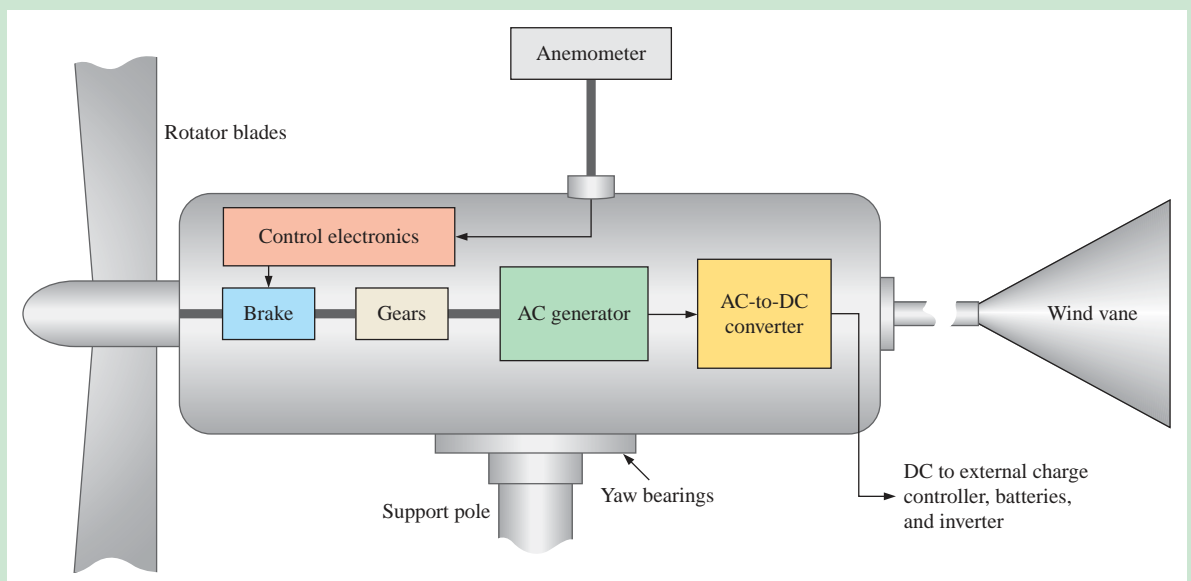 Anemometer
Rotator blades
Control electronics
Brake
Gears
AC generator
AC-to-DC
converter
Wind vane
Yaw bearings
Support pole
DC to external charge
controller, batteries,
and inverter